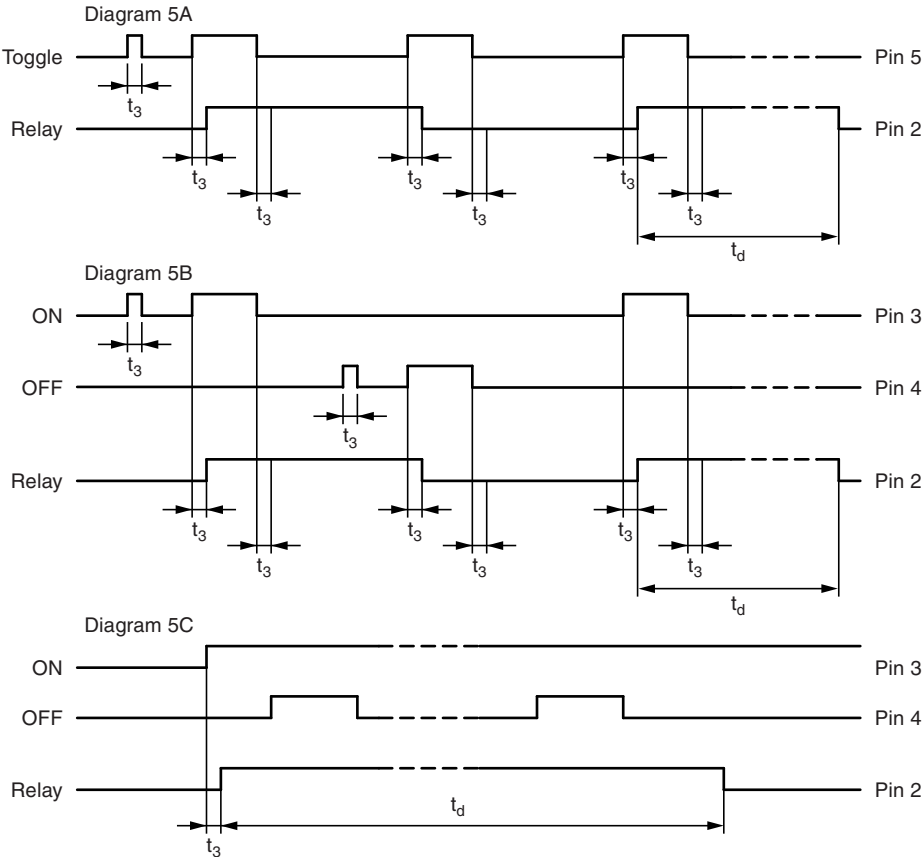 Diagram 5A
Toggle Pin 5
t3
Relay Pin 2
t3 t3 t3
t3 t3 t3
td
Diagram 5B
ON Pin 3
t3
OFF Pin 4
t3
Relay Pin 2
t3 t3 t3
t3 t3 t3
td
Diagram 5C
ON Pin 3
OFF Pin 4
Relay Pin 2
td
t3